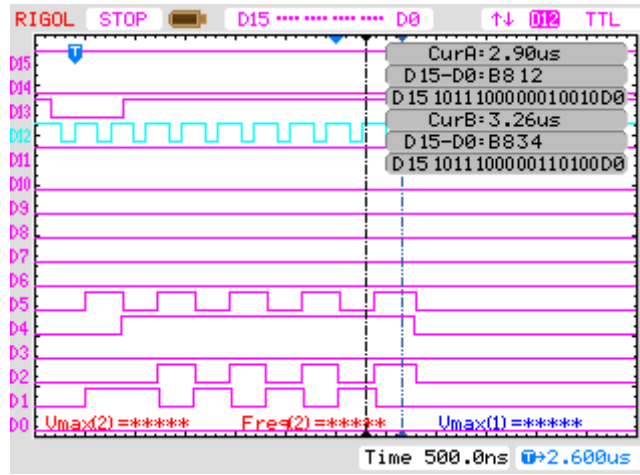 RIGOL STOP D15 •••• •••• •••• •••• D0 ↑↓ D12 TTL
T
CurA:2.90us
D15-D0:B812
D15 1011100000010010D0
CurB:3.26us
D15-D0:B834
D15 1011100000110100D0
D15
D14
D13
D12
D11
D10
D9
D8
D7
D6
D5
D4
D3
D2
D1
D0
Vmax(2)=***** Freq(2)=***** Vmax(1)=*****
Time 500.0ns T→2.600us